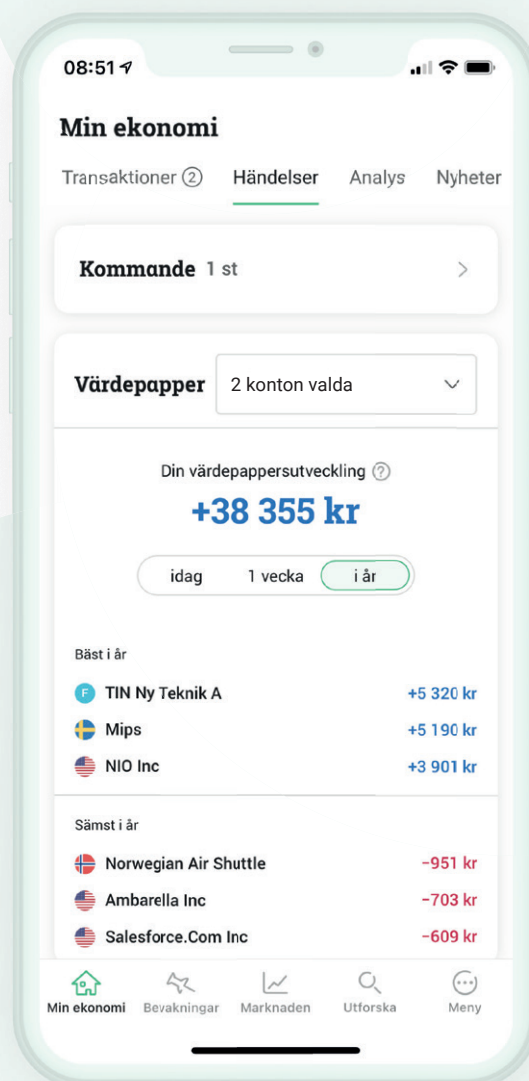 08:51
Min ekonomi
Transaktioner 2 Händelser Analys Nyheter
Kommande 1 st
Värdepapper 2 konton valda
Din värdepappersutveckling ?
+38 355 kr
idag 1 vecka i år
Bäst i år
F TIN Ny Teknik A +5 320 kr
Mips +5 190 kr
NIO Inc +3 901 kr
Sämst i år
Norwegian Air Shuttle −951 kr
Ambarella Inc −703 kr
Salesforce.Com Inc −609 kr
Min ekonomi Bevakningar Marknaden Utforska Meny